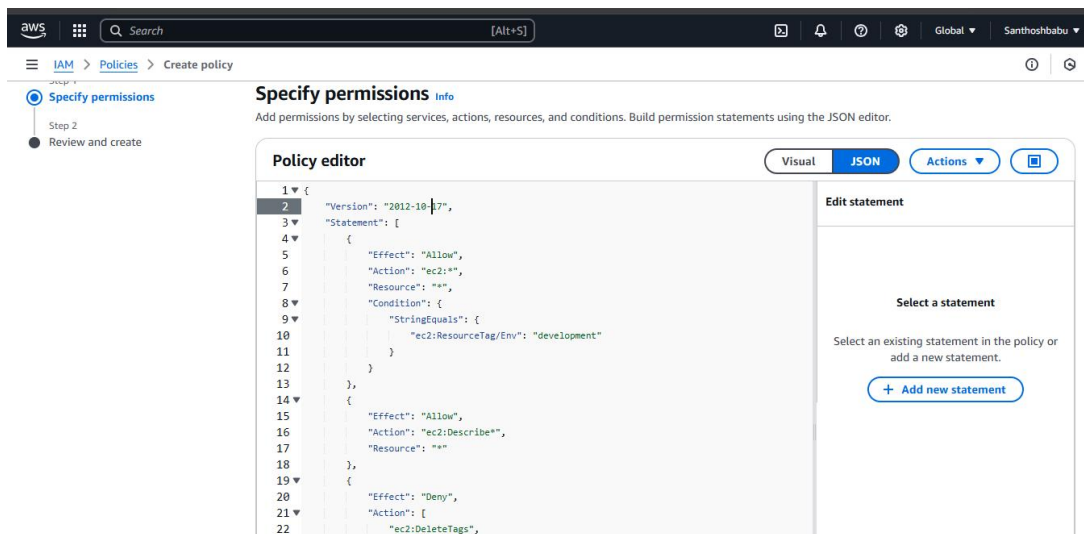 aws Search [Alt+S] Global Santhoshbabu
IAM > Policies > Create policy
Specify permissions
Step 2
Review and create
Specify permissions Info
Add permissions by selecting services, actions, resources, and conditions. Build permission statements using the JSON editor.
Policy editor Visual JSON Actions
1 {
2 "Version": "2012-10-17",
3 "Statement": [
4 {
5 "Effect": "Allow",
6 "Action": "ec2:*",
7 "Resource": "*",
8 "Condition": {
9 "StringEquals": {
10 "ec2:ResourceTag/Env": "development"
11 }
12 }
13 },
14 {
15 "Effect": "Allow",
16 "Action": "ec2:Describe*",
17 "Resource": "*"
18 },
19 {
20 "Effect": "Deny",
21 "Action": [
22 "ec2:DeleteTags",
Edit statement
Select a statement
Select an existing statement in the policy or
add a new statement.
+ Add new statement